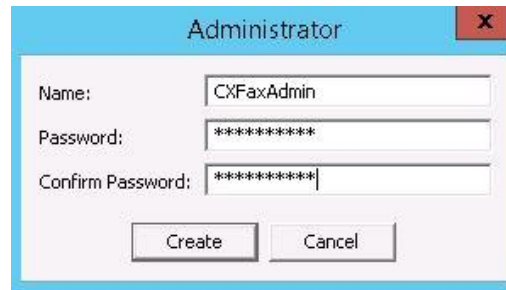 Administrator
x
Name: CXFaxAdmin
Password: **********
Confirm Password: **********
Create Cancel